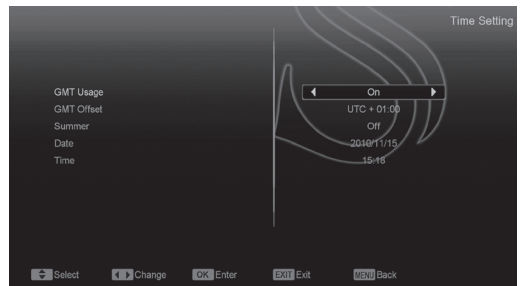 Time Setting
GMT Usage On
GMT Offset UTC + 01:00
Summer Off
Date 2010/11/15
Time 15:18
Select Change OK Enter EXIT Exit MENU Back